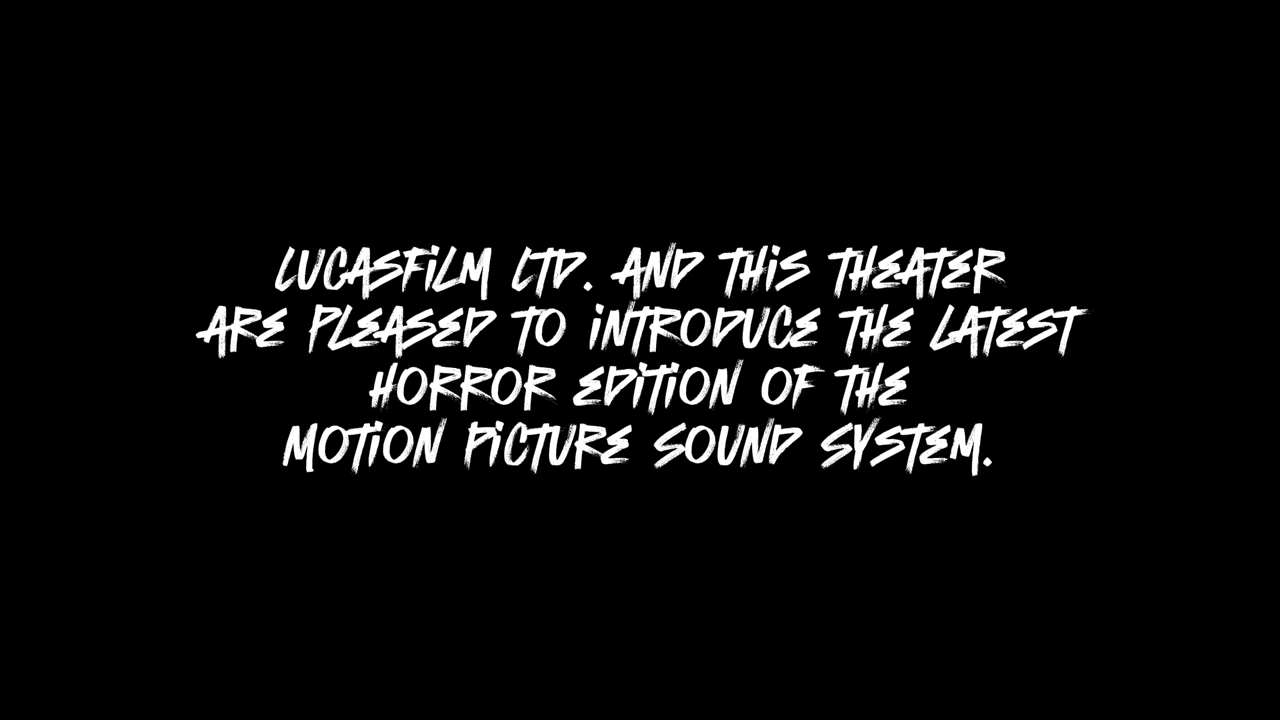 LUCASFiLM LTD. AND THiS THEATER
ARE PLEASED TO iNTRODUCE THE LATEST
HORROR EDiTiON OF THE
MOTiON PiCTURE SOUND SYSTEM.